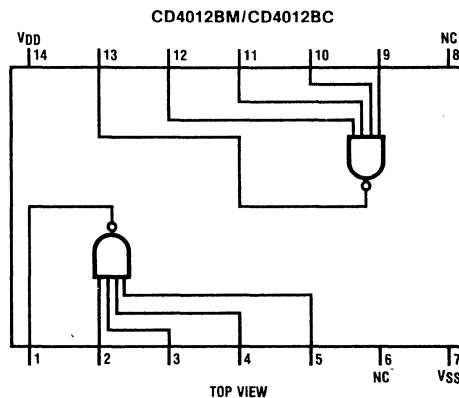 CD4012BM/CD4012BC
VDD NC
14 13 12 11 10 9 8
1 2 3 4 5 6 7
NC VSS
TOP VIEW